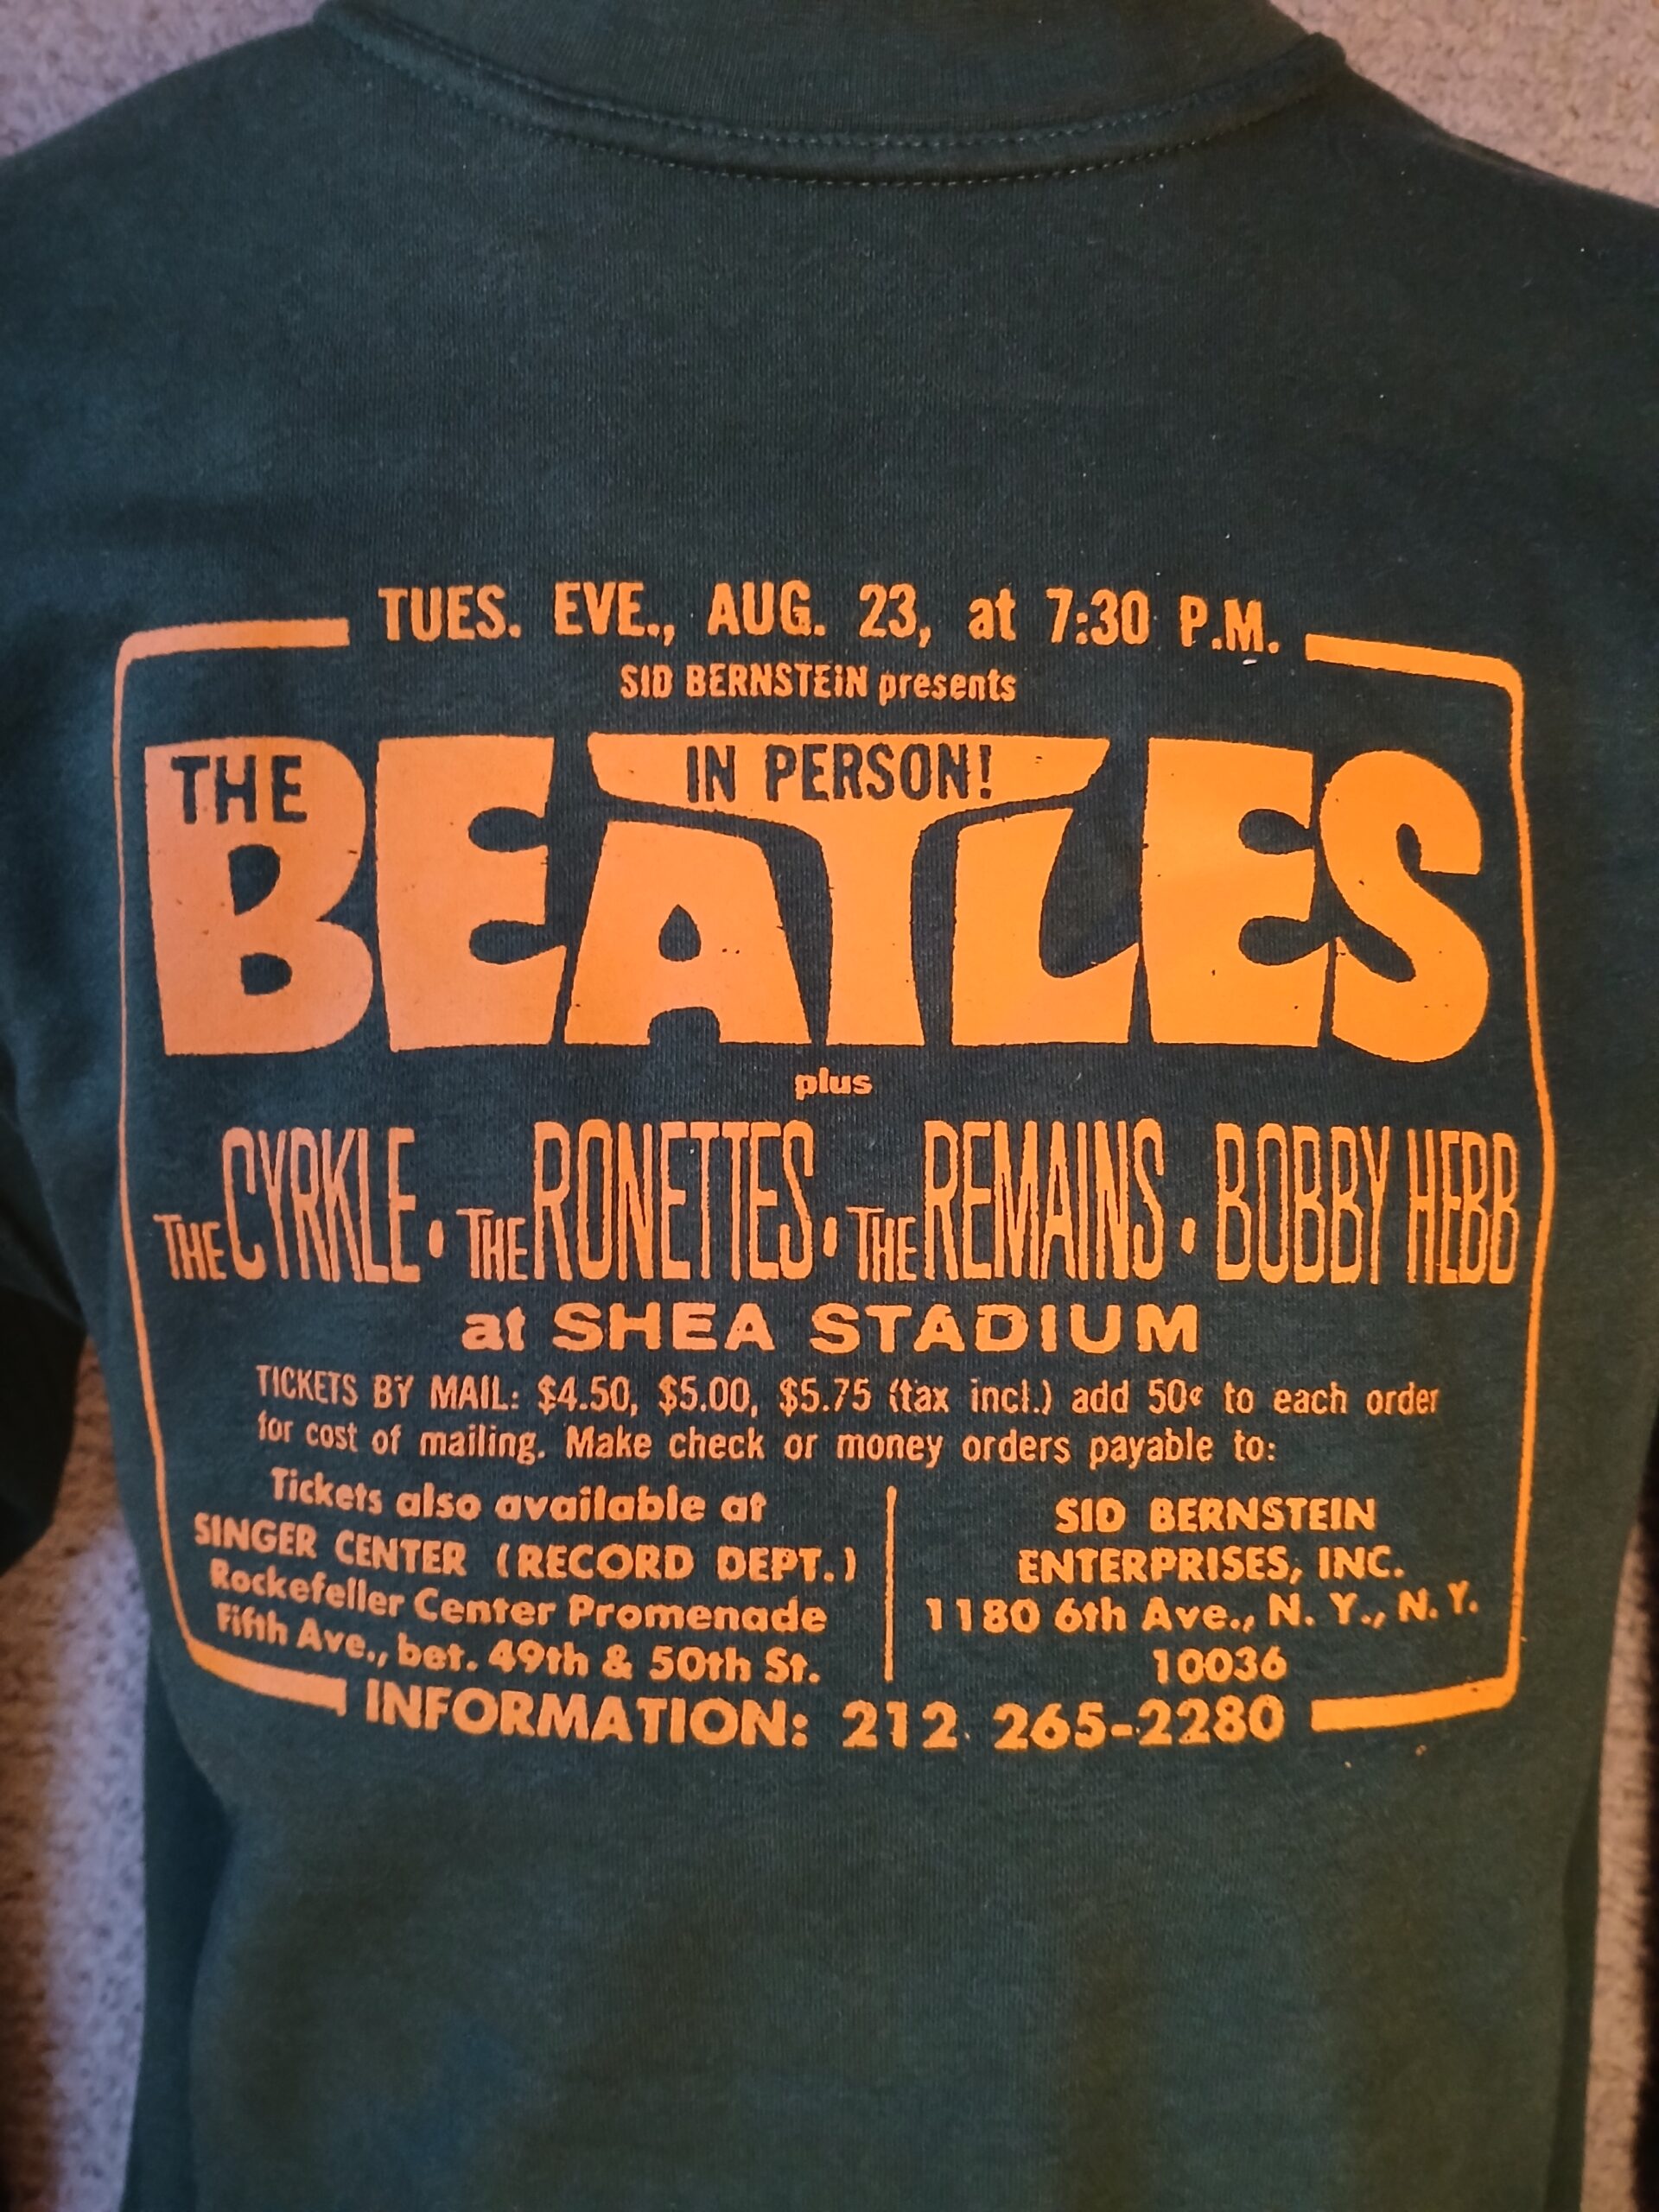 TUES. EVE., AUG. 23, at 7:30 P.M.
SID BERNSTEIN presents
THE BEATLES
IN PERSON!
plus
THE CYRKLE • THE RONETTES • THE REMAINS • BOBBY HEBB
at SHEA STADIUM
TICKETS BY MAIL: $4.50, $5.00, $5.75 (tax incl.) add 50¢ to each order
for cost of mailing. Make check or money orders payable to:
Tickets also available at
SINGER CENTER (RECORD DEPT.)
Rockefeller Center Promenade
Fifth Ave., bet. 49th & 50th St.
SID BERNSTEIN
ENTERPRISES, INC.
1180 6th Ave., N. Y., N. Y.
10036
INFORMATION: 212 265-2280